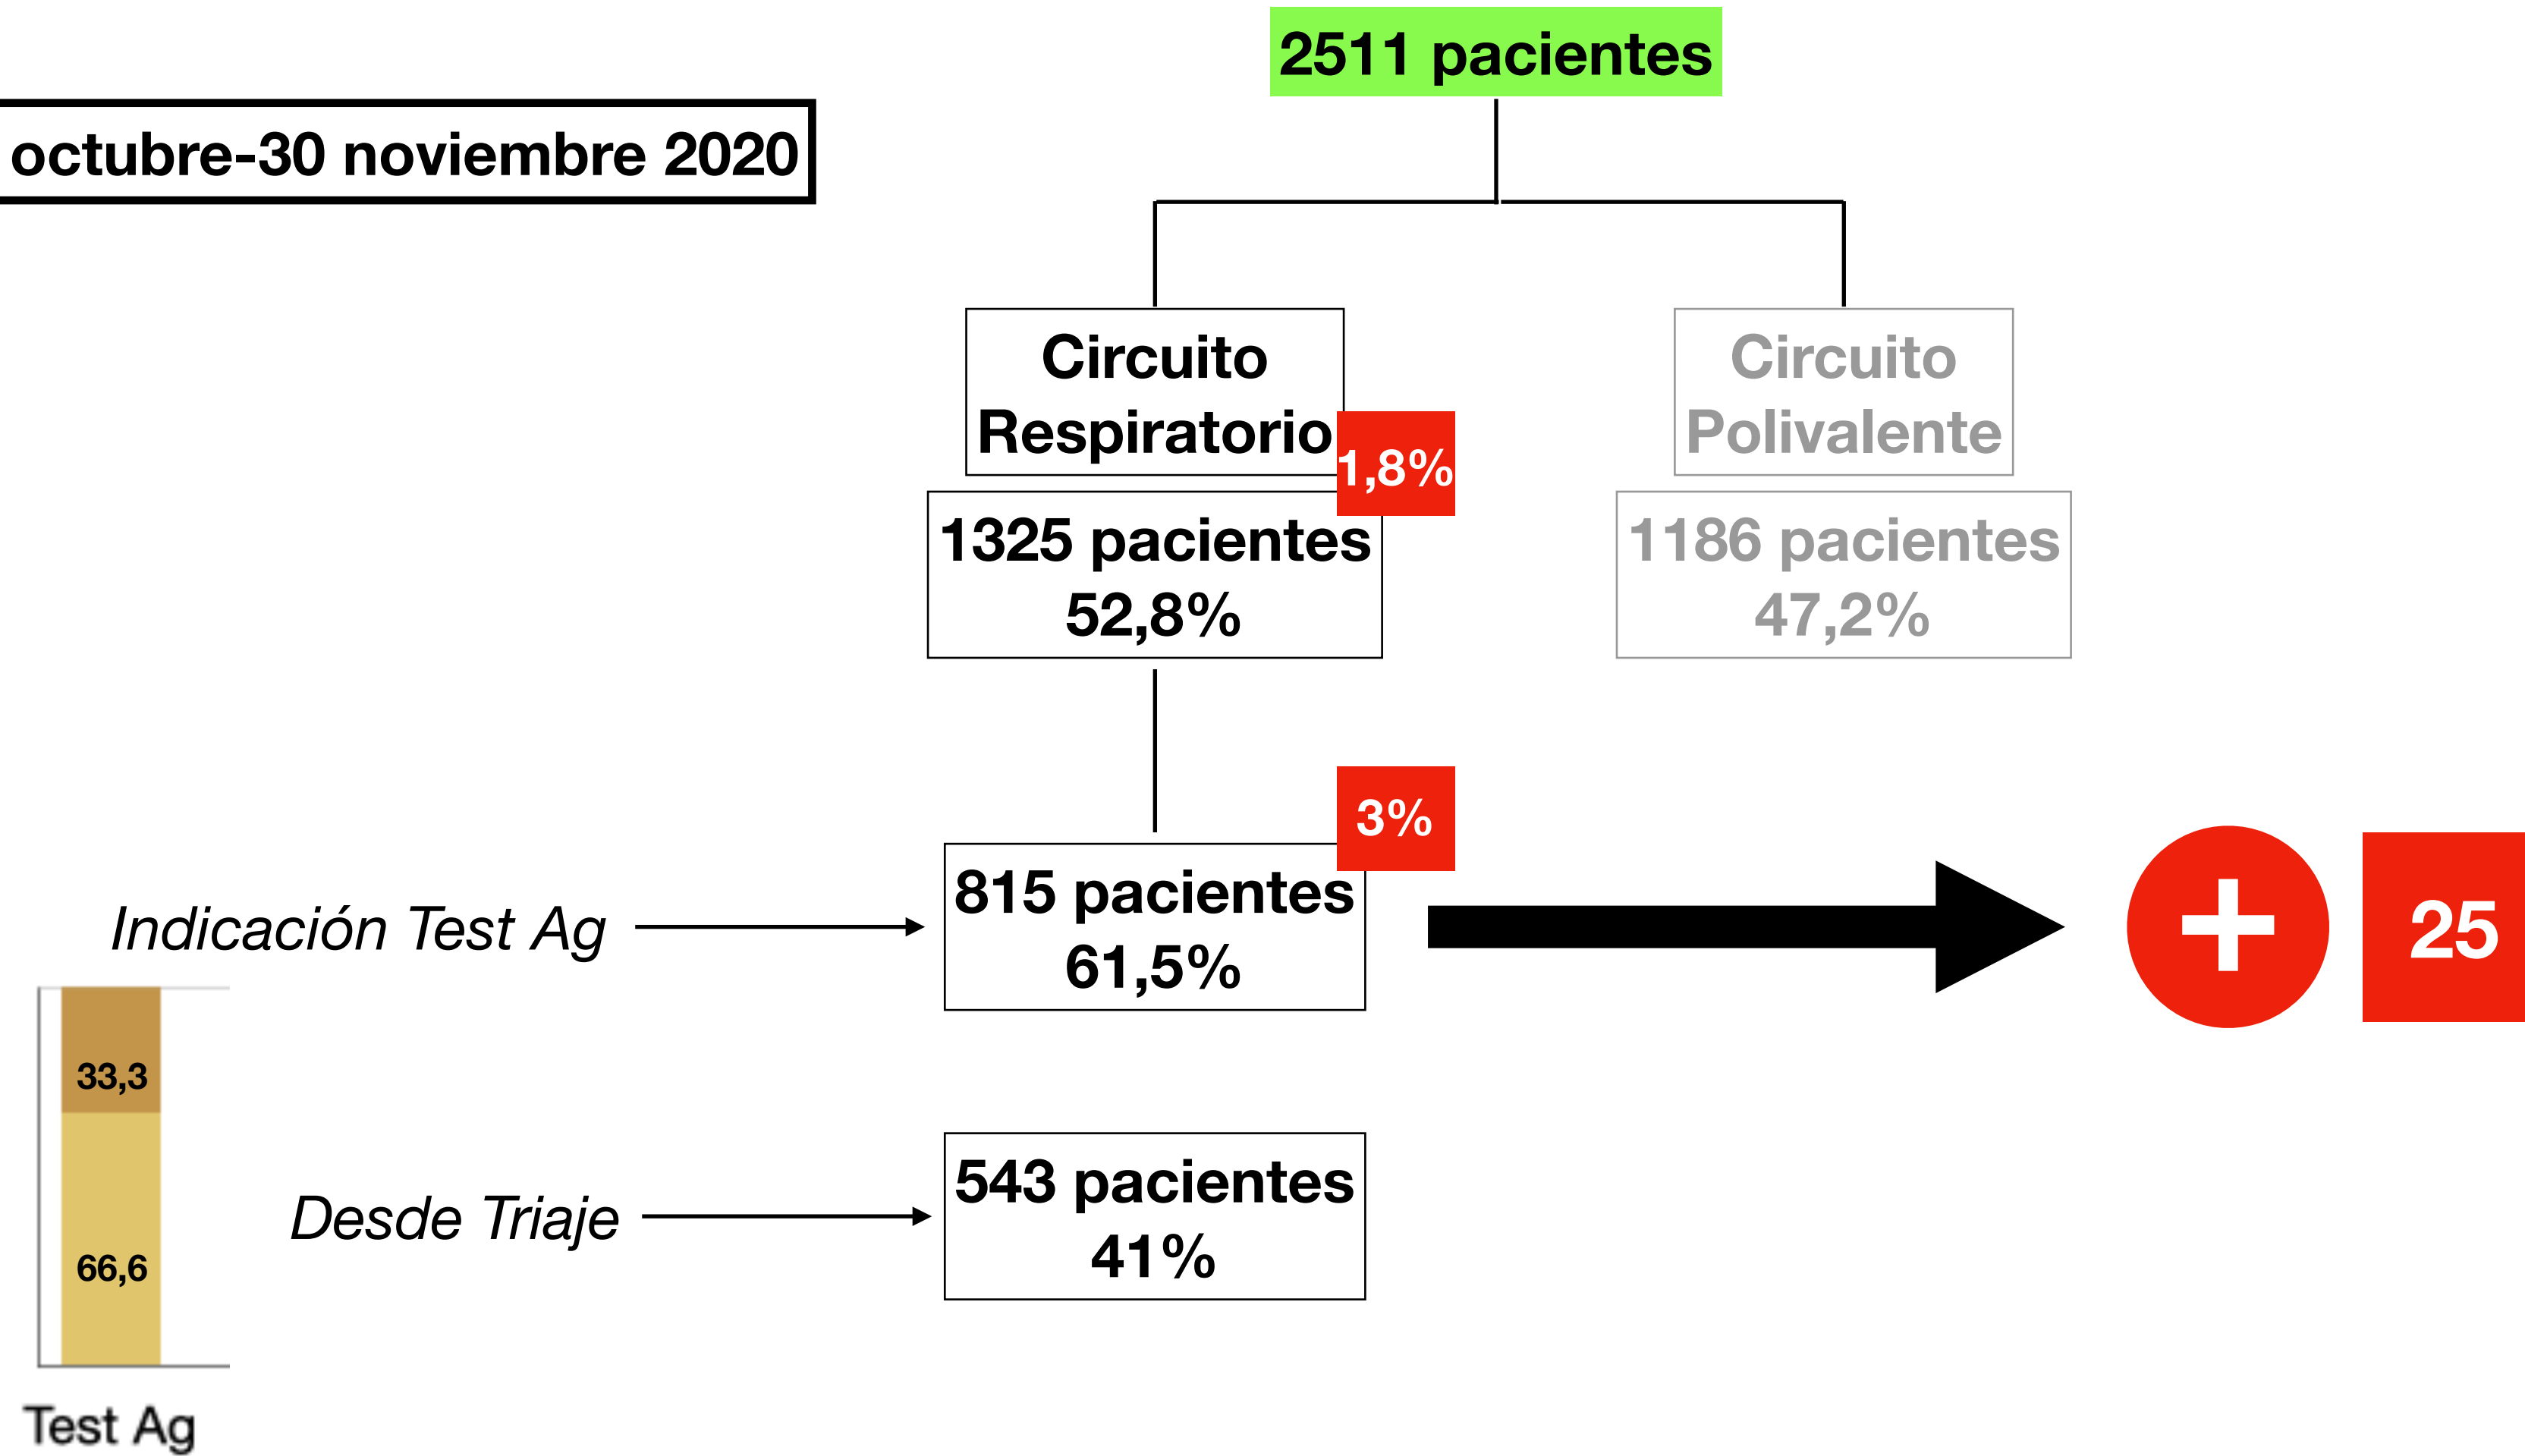 2511 pacientes
octubre-30 noviembre 2020
Circuito
Respiratorio
1,8%
1325 pacientes
52,8%
Circuito
Polivalente
1186 pacientes
47,2%
3%
Indicación Test Ag
815 pacientes
61,5%
+
25
33,3
66,6
Test Ag
Desde Triaje
543 pacientes
41%